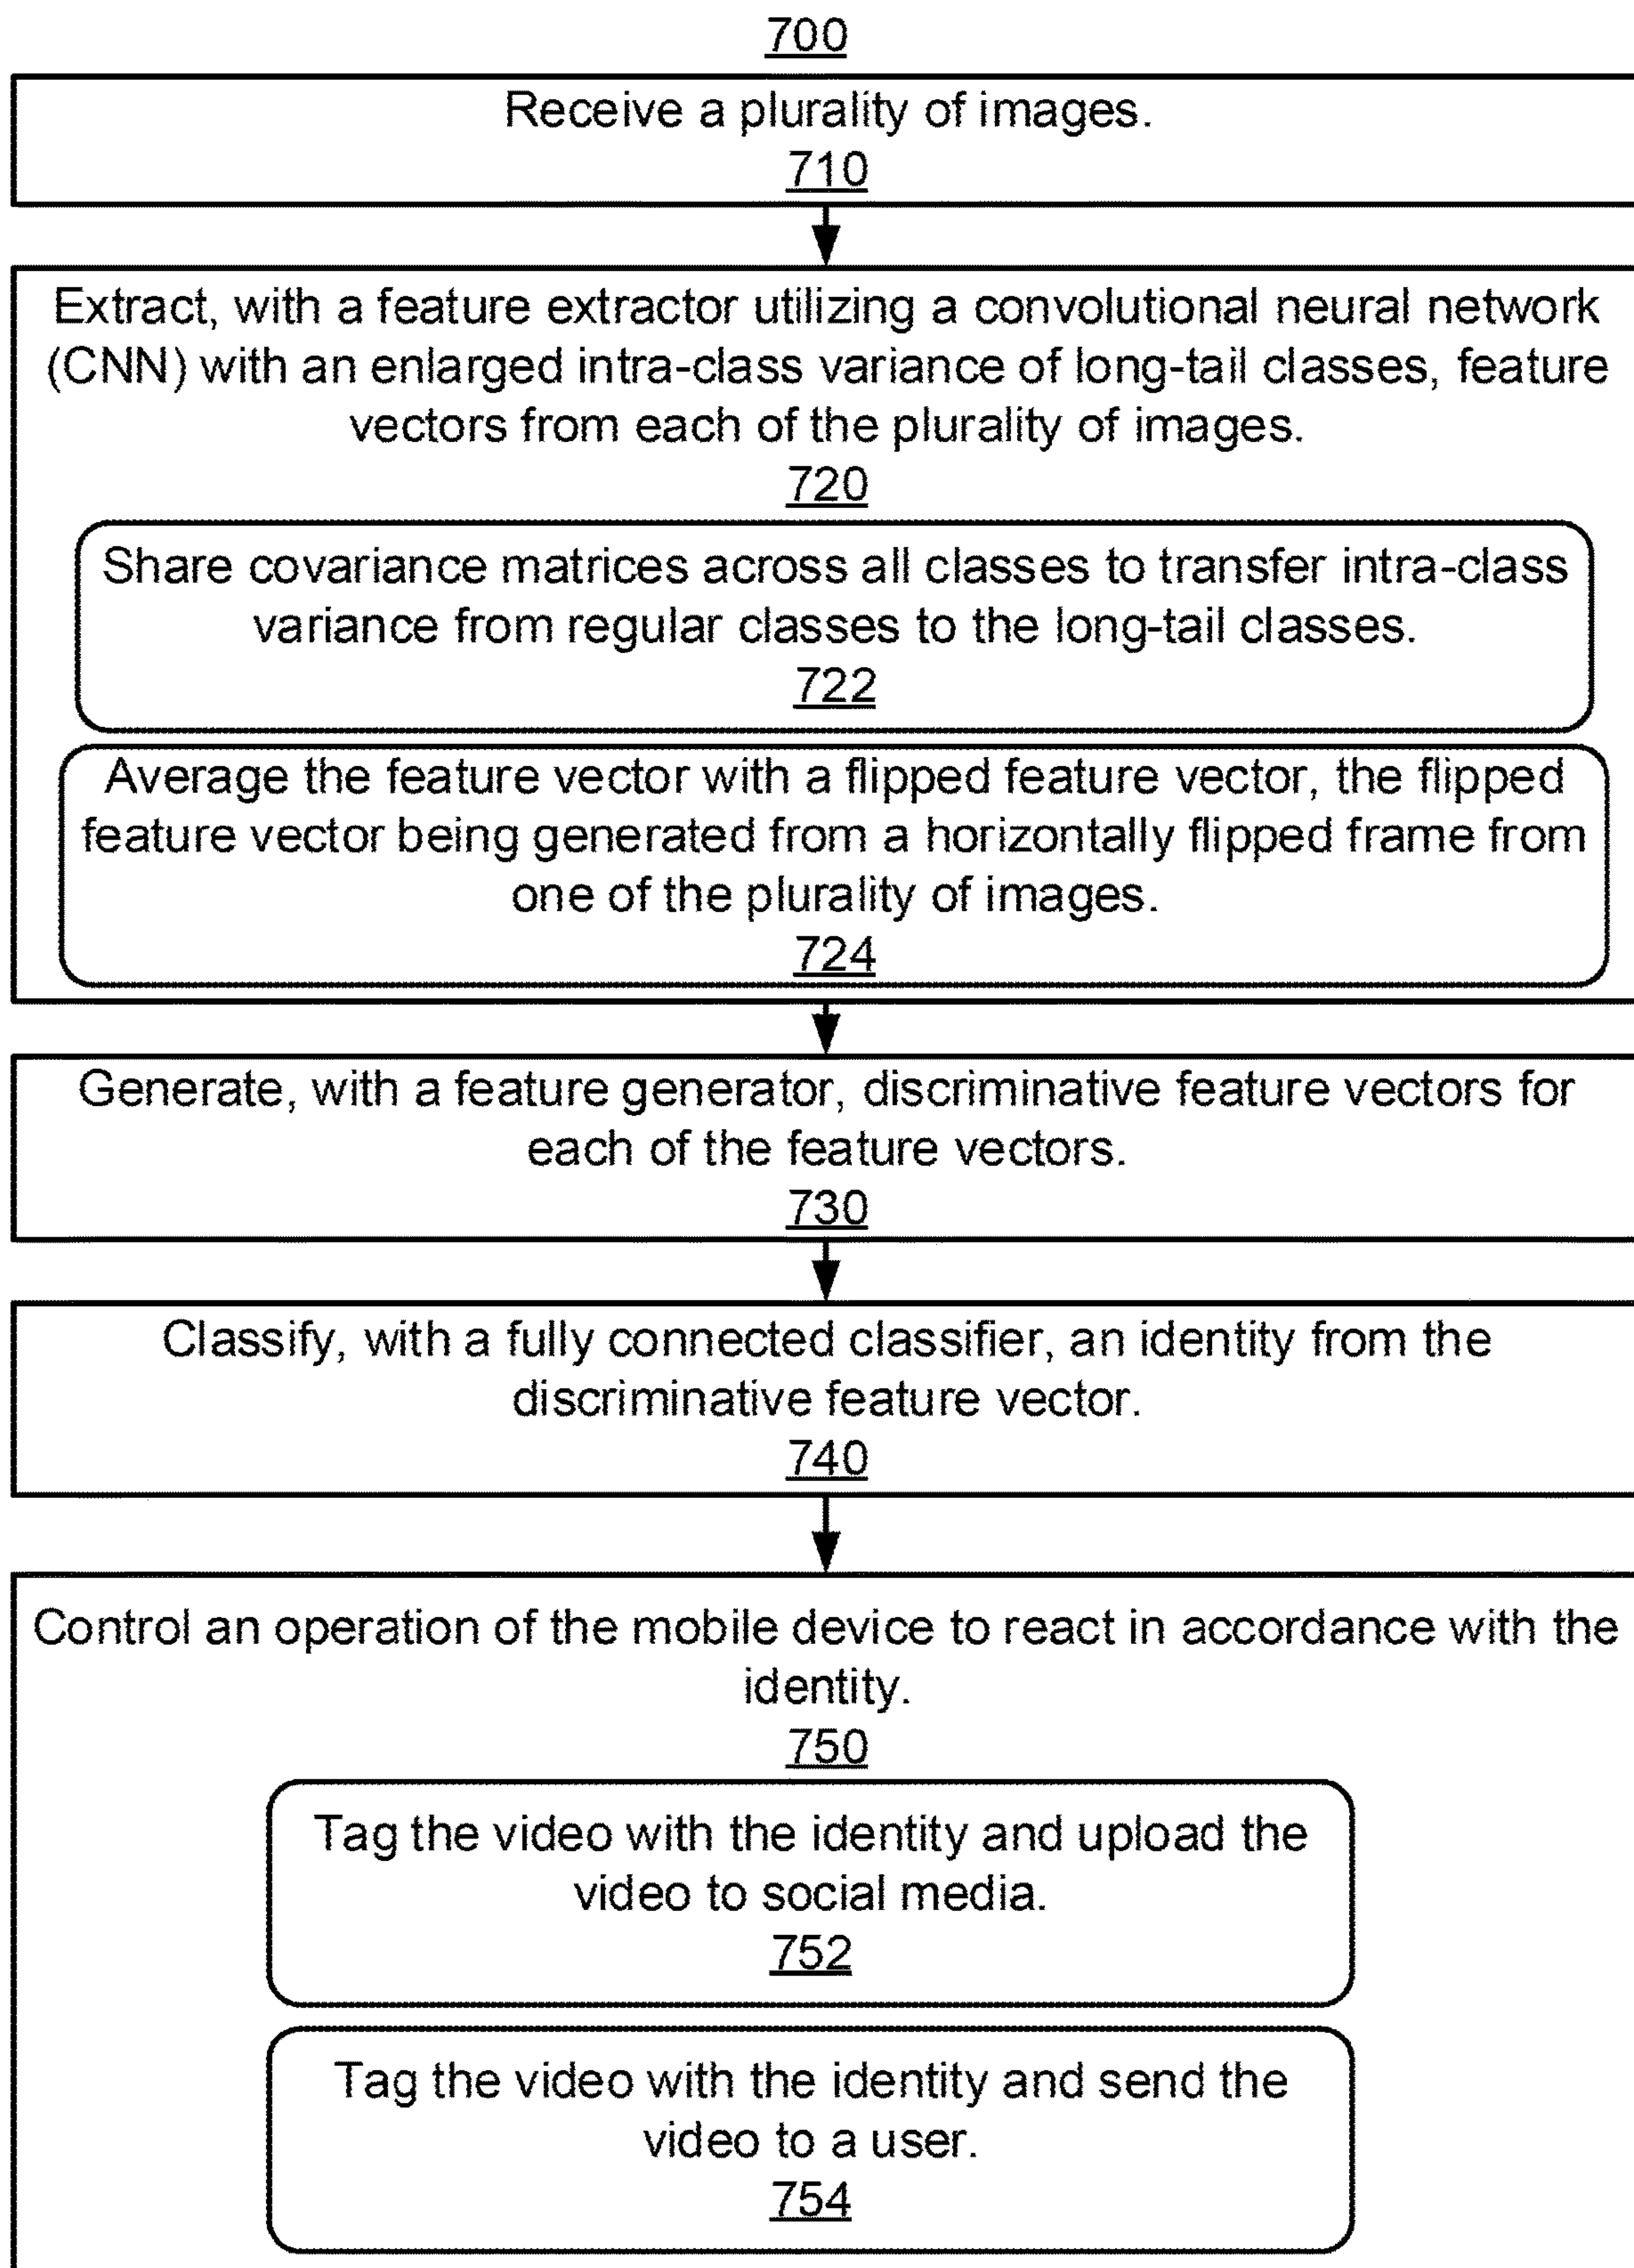 700
Receive a plurality of images.
710
Extract, with a feature extractor utilizing a convolutional neural network
(CNN) with an enlarged intra-class variance of long-tail classes, feature
vectors from each of the plurality of images.
720
Share covariance matrices across all classes to transfer intra-class
variance from regular classes to the long-tail classes.
722
Average the feature vector with a flipped feature vector, the flipped
feature vector being generated from a horizontally flipped frame from
one of the plurality of images.
724
Generate, with a feature generator, discriminative feature vectors for
each of the feature vectors.
730
Classify, with a fully connected classifier, an identity from the
discriminative feature vector.
740
Control an operation of the mobile device to react in accordance with the
identity.
750
Tag the video with the identity and upload the
video to social media.
752
Tag the video with the identity and send the
video to a user.
754